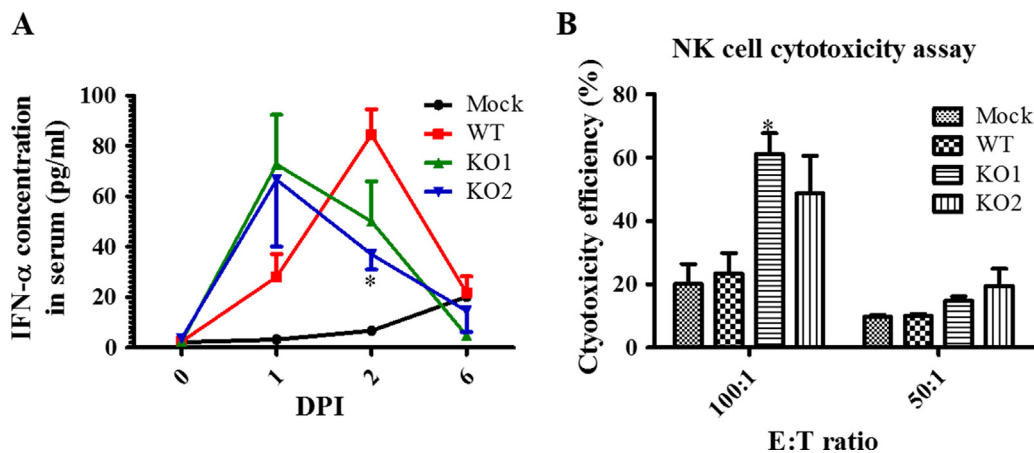 A
IFN-α concentration
in serum (pg/ml)
100
80
60
40
20
0
0
1
2
6
DPI
Mock
WT
KO1
KO2
*
B
NK cell cytotoxicity assay
Ctyotoxicity efficiency (%)
80
60
40
20
0
*
Mock
WT
KO1
KO2
100:1
50:1
E:T ratio